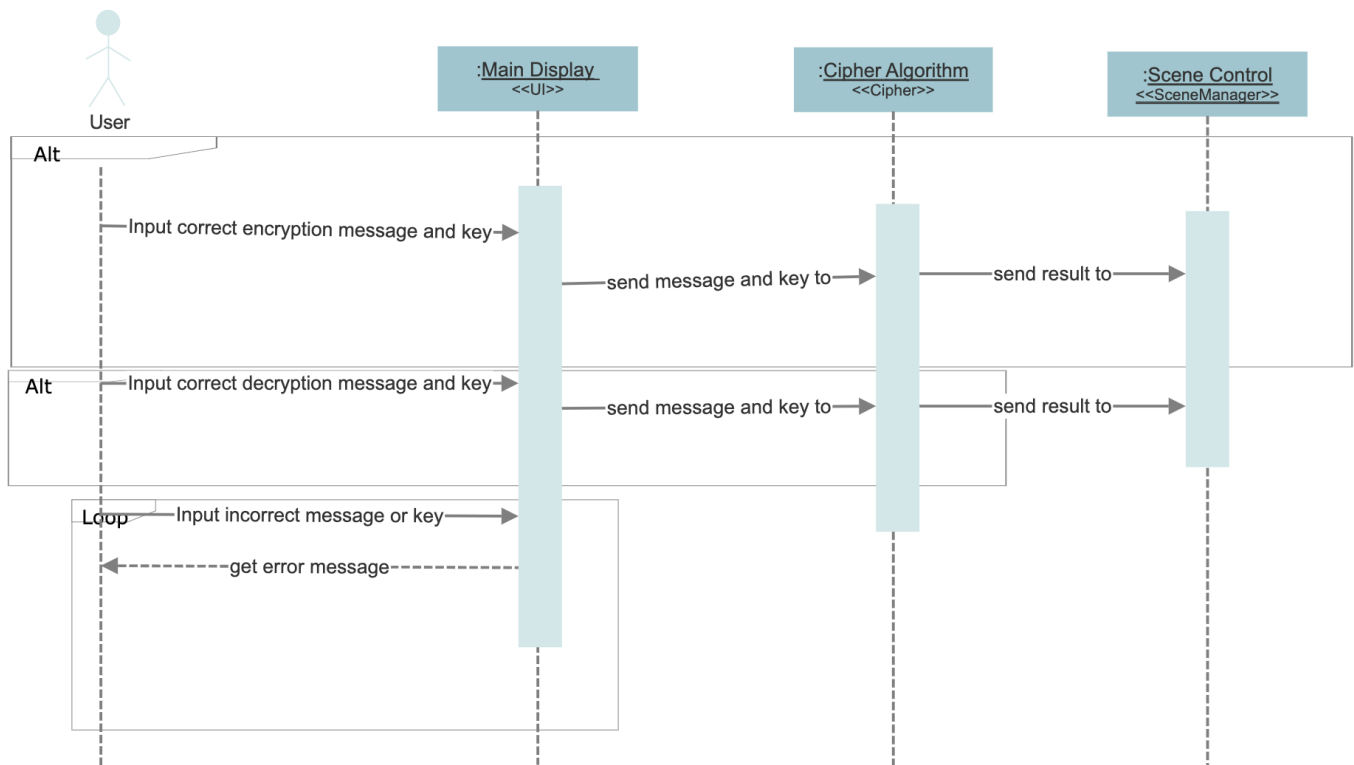 :Main Display
<<UI>>
:Cipher Algorithm
<<Cipher>>
:Scene Control
<<SceneManager>>
User
Alt
Input correct encryption message and key
send message and key to
send result to
Alt
Input correct decryption message and key
send message and key to
send result to
Loop
Input incorrect message or key
get error message